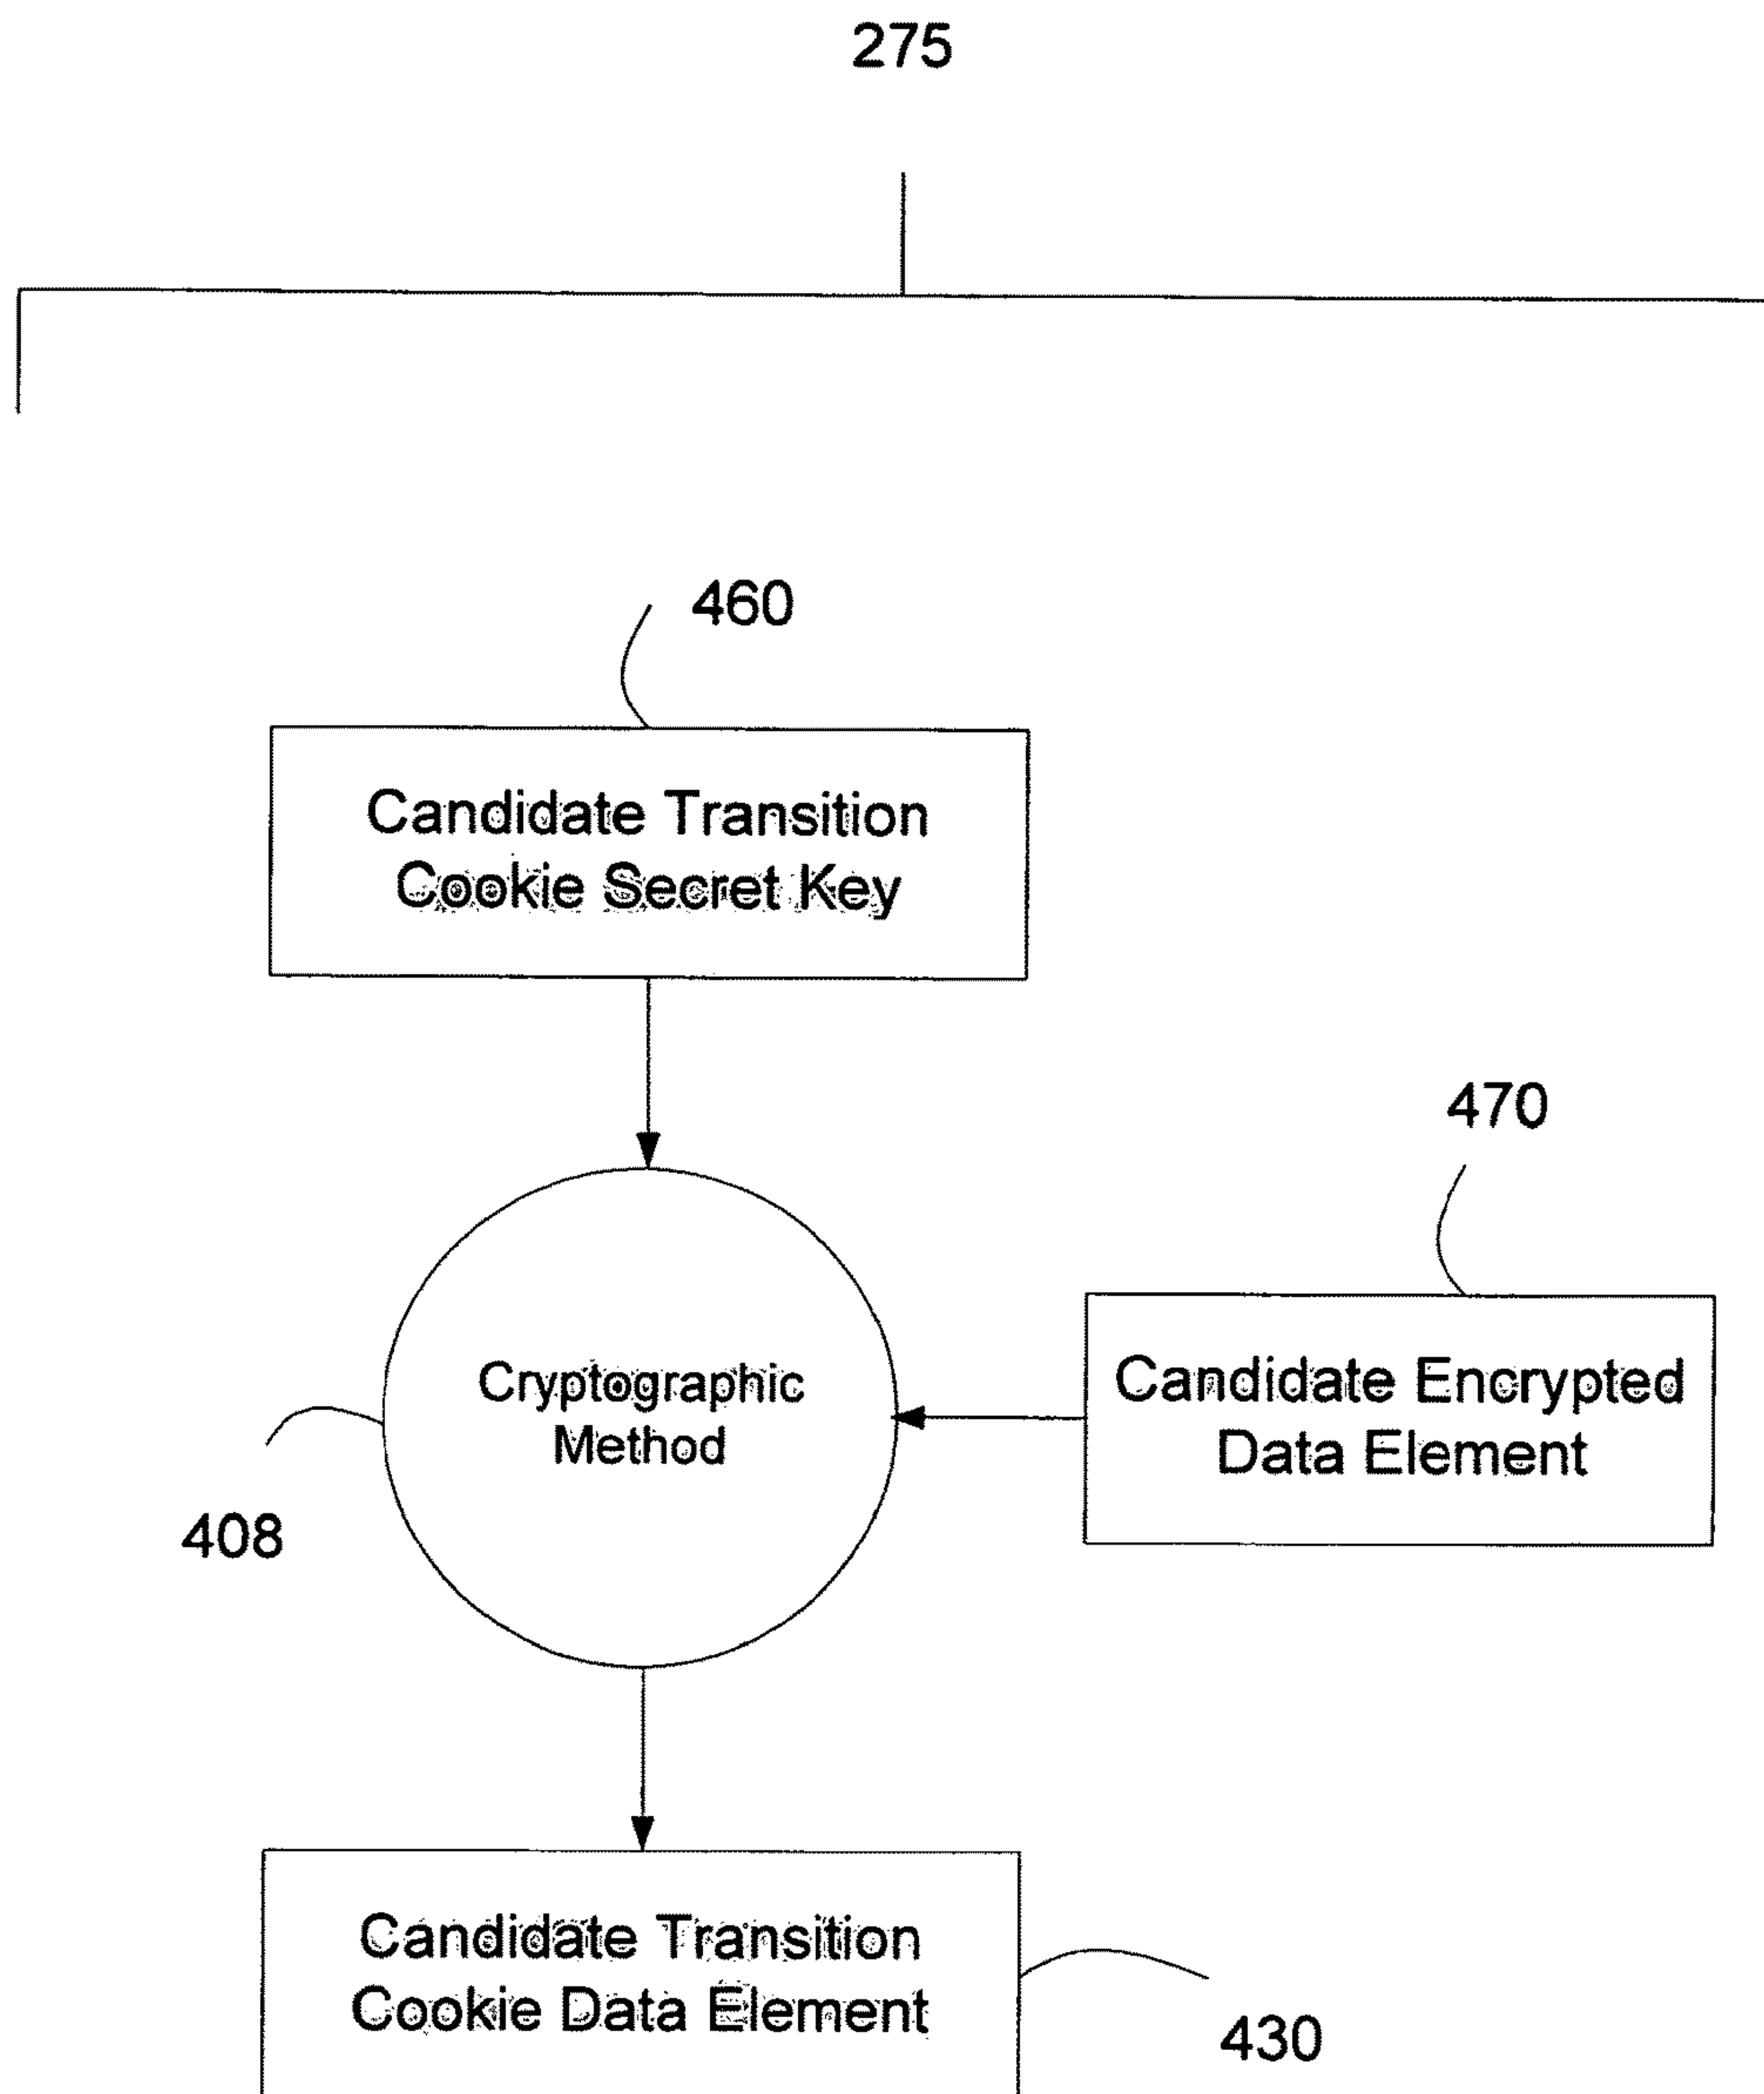 275
460
Candidate Transition
Cookie Secret Key
470
Candidate Encrypted
Data Element
Cryptographic
Method
408
Candidate Transition
Cookie Data Element
430